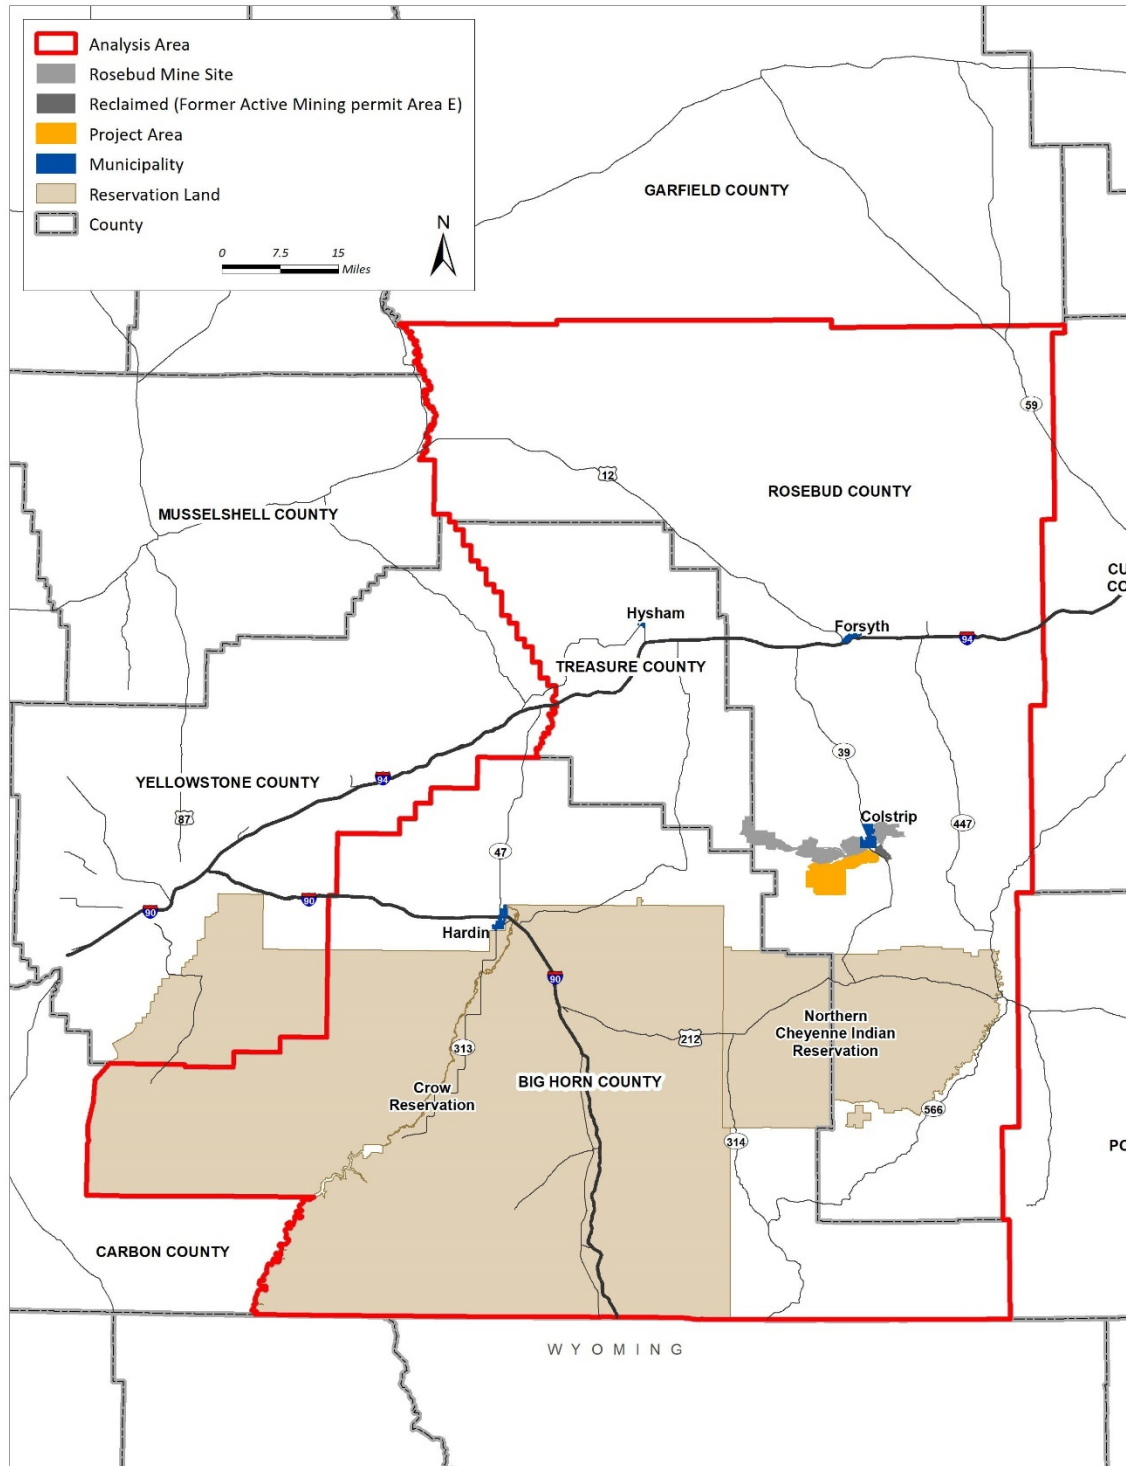 Analysis Area
Rosebud Mine Site
Reclaimed (Former Active Mining permit Area E)
Project Area
Municipality
Reservation Land
County
N
0 7.5 15
Miles
GARFIELD COUNTY
59
12
ROSEBUD COUNTY
MUSSELSHELL COUNTY
CU
CO
Hysham
Forsyth
94
TREASURE COUNTY
39
94
YELLOWSTONE COUNTY
87
Colstrip
447
47
90
90
Hardin
90
Northern
Cheyenne Indian
Reservation
212
313
BIG HORN COUNTY
Crow
Reservation
566
314
PO
CARBON COUNTY
WYOMING